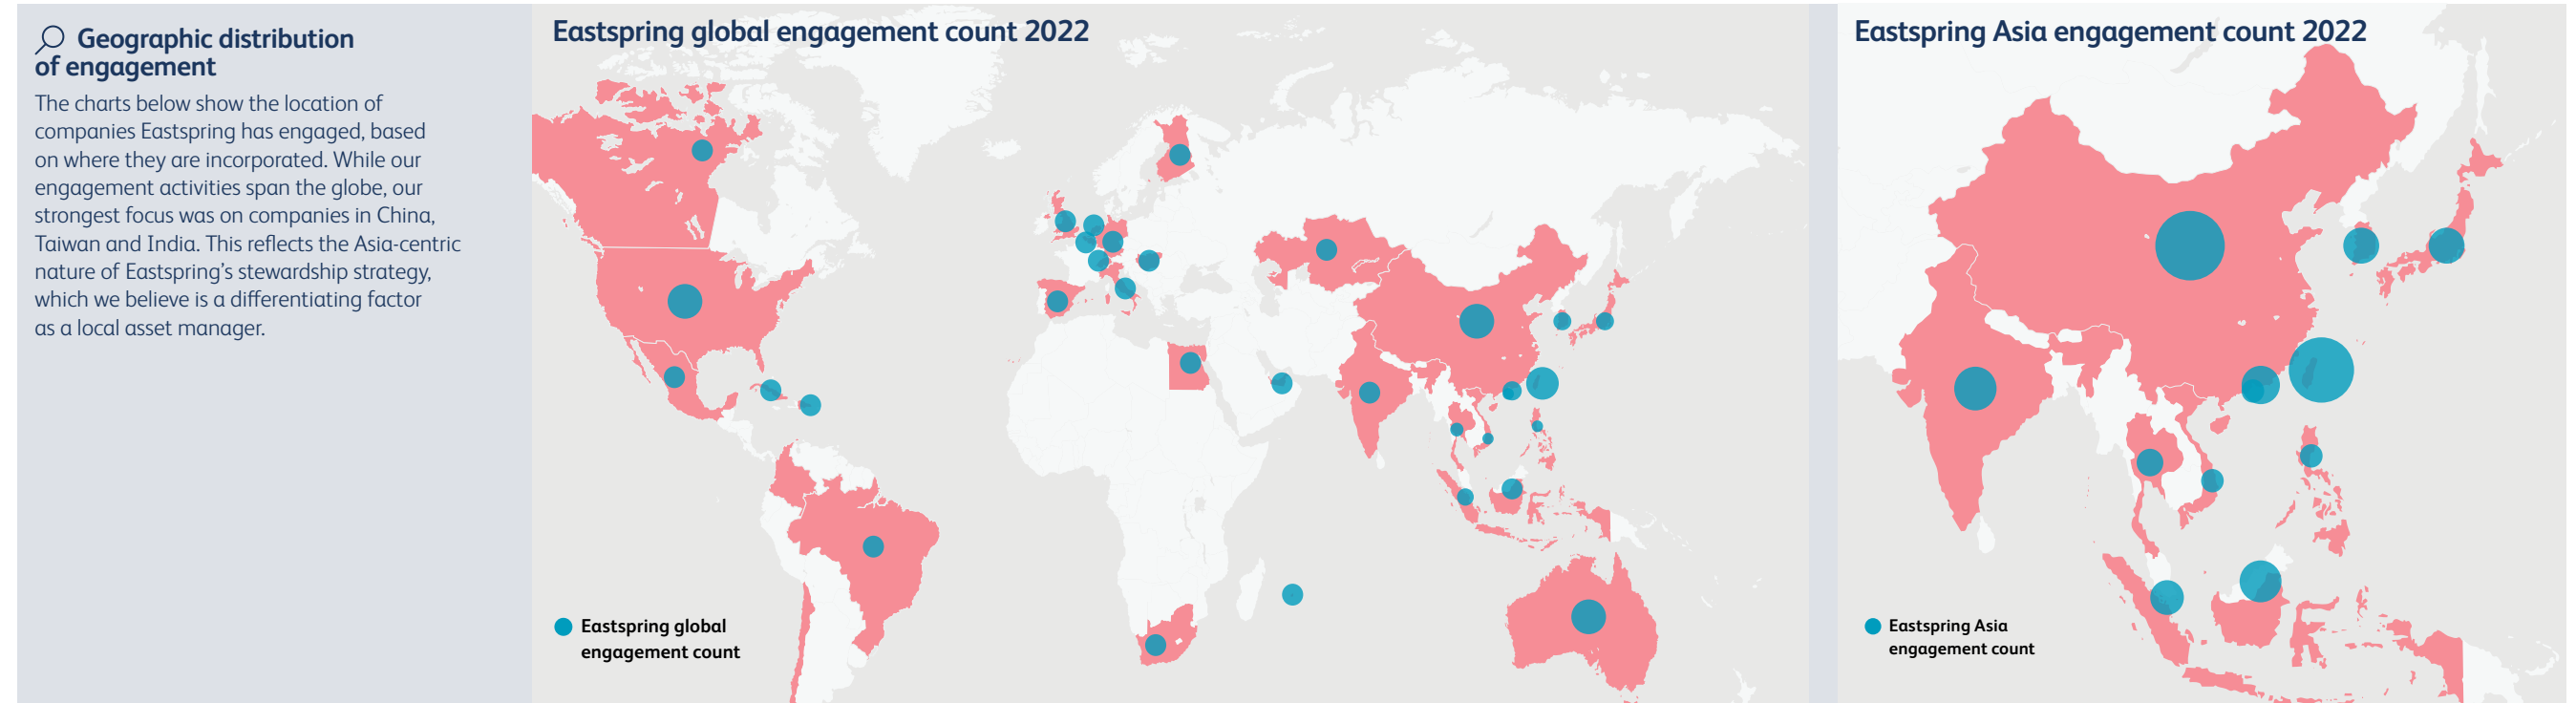 Geographic distribution
of engagement
The charts below show the location of
companies Eastspring has engaged, based
on where they are incorporated. While our
engagement activities span the globe, our
strongest focus was on companies in China,
Taiwan and India. This reflects the Asia-centric
nature of Eastspring’s stewardship strategy,
which we believe is a differentiating factor
as a local asset manager.
Eastspring global engagement count 2022
Eastspring global
engagement count
Eastspring Asia engagement count 2022
Eastspring Asia
engagement count